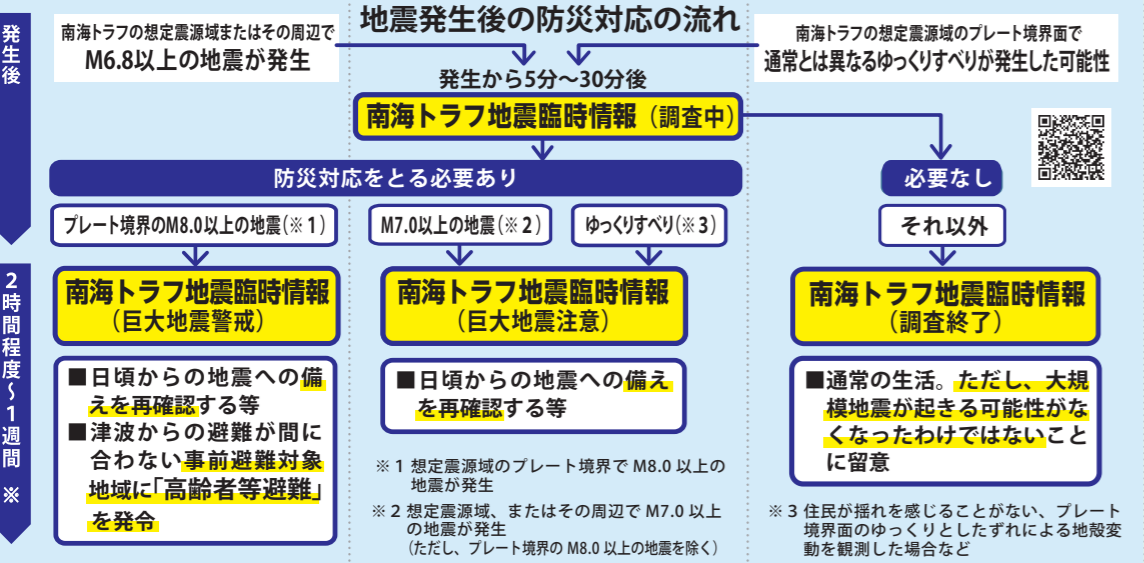 地震発生後の防災対応の流れ
発生後
南海トラフの想定震源域またはその周辺で
M6.8以上の地震が発生
南海トラフの想定震源域のプレート境界面で
通常とは異なるゆっくりすべりが発生した可能性
発生から5分〜30分後
南海トラフ地震臨時情報（調査中）
防災対応をとる必要あり
必要なし
プレート境界のM8.0以上の地震(※1)
M7.0以上の地震(※2)
ゆっくりすべり(※3)
それ以外
2時間程度〜1週間 ※
南海トラフ地震臨時情報
（巨大地震警戒）
南海トラフ地震臨時情報
（巨大地震注意）
南海トラフ地震臨時情報
（調査終了）
■日頃からの地震への備
えを再確認する等
■津波からの避難が間に
合わない事前避難対象
地域に「高齢者等避難」
を発令
■日頃からの地震への備え
を再確認する等
■通常の生活。ただし、大規
模地震が起きる可能性がな
くなったわけではないこと
に留意
※1 想定震源域のプレート境界で M8.0 以上の
地震が発生
※2 想定震源域、またはその周辺で M7.0 以上
の地震が発生
（ただし、プレート境界の M8.0 以上の地震を除く）
※3 住民が揺れを感じることがない、プレート
境界面のゆっくりとしたずれによる地殻変
動を観測した場合など